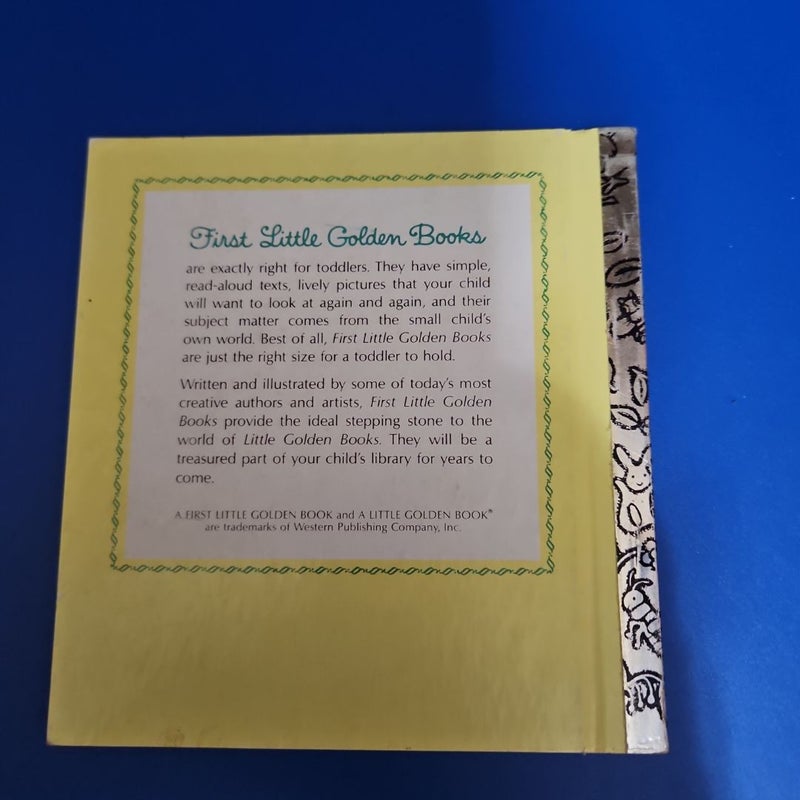 First Little Golden Books
are exactly right for toddlers. They have simple,
read-aloud texts, lively pictures that your child
will want to look at again and again, and their
subject matter comes from the small child's
own world. Best of all, First Little Golden Books
are just the right size for a toddler to hold.
Written and illustrated by some of today's most
creative authors and artists, First Little Golden
Books provide the ideal stepping stone to the
world of Little Golden Books. They will be a
treasured part of your child's library for years to
come.
A FIRST LITTLE GOLDEN BOOK and A LITTLE GOLDEN BOOK®
are trademarks of Western Publishing Company, Inc.